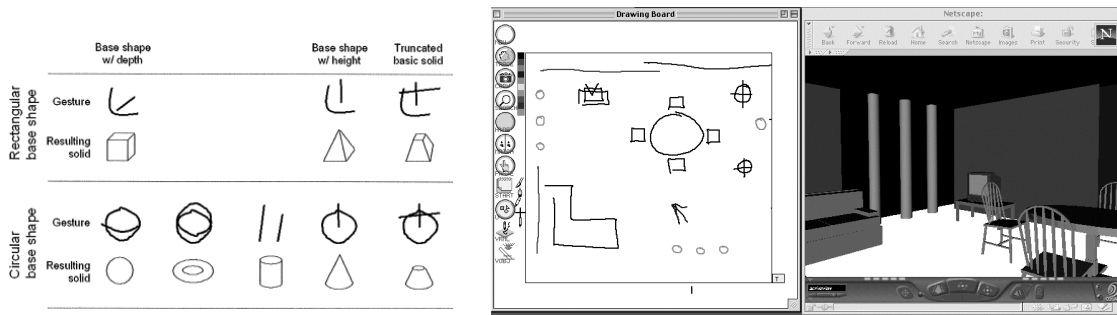 Base shape
w/ depth
Base shape
w/ height
Truncated
basic solid
Rectangular
base shape
Gesture
Resulting
solid
Circular
base shape
Gesture
Resulting
solid
Drawing Board
START
VRML
T
Netscape:
Back
Forward
Reload
Home
Search
Netscape
Images
Print
Security
N